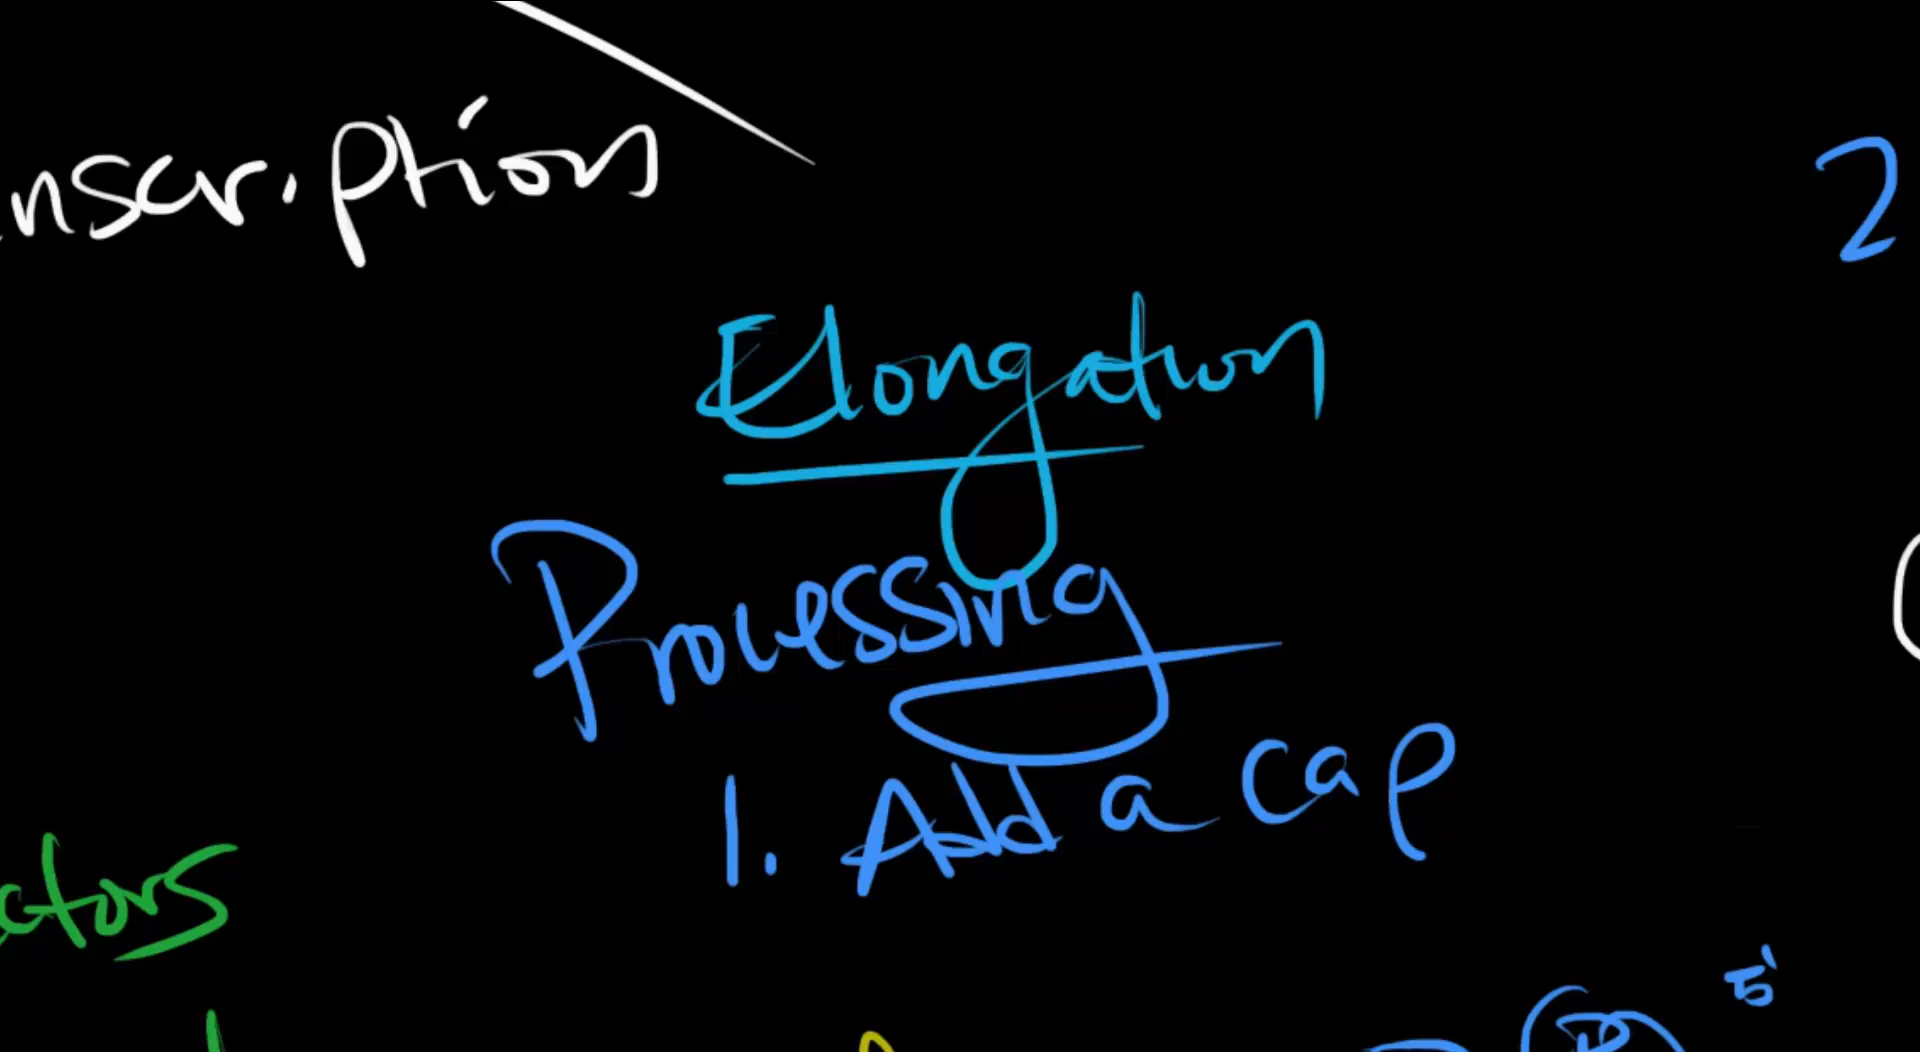 nscription
2
Elongation
Processing
1. Add a cap
ctors
5'
P